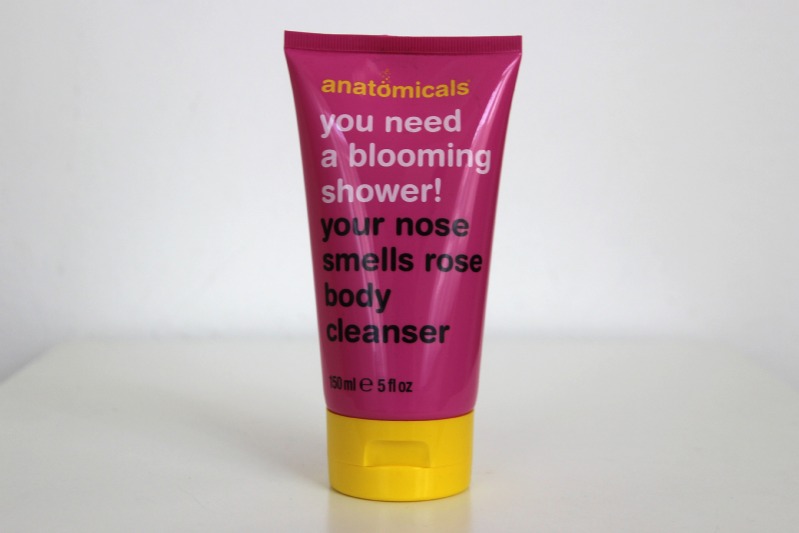 anatomicals
you need
a blooming
shower!
your nose
smells rose
body
cleanser
150 ml ℮ 5 fl oz